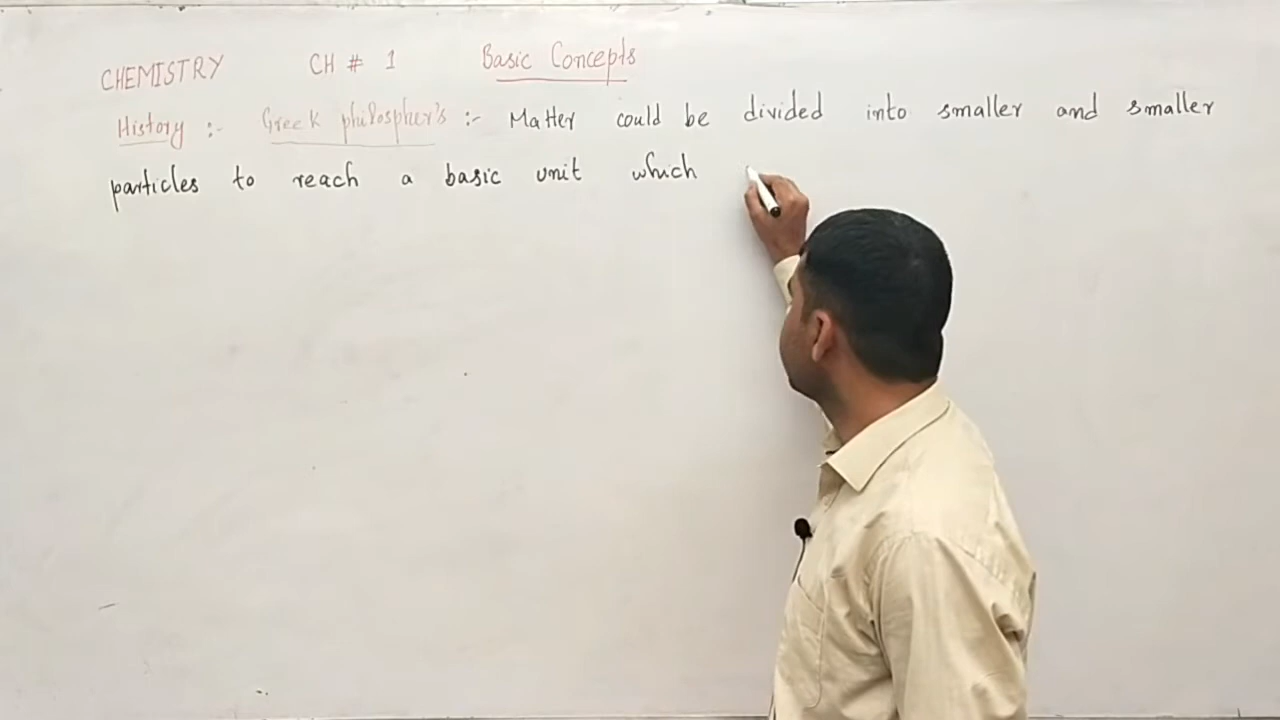 CHEMISTRY CH # 1 Basic Concepts
History :- Greek philospher's :- Matter could be divided into smaller and smaller
particles to reach a basic unit which